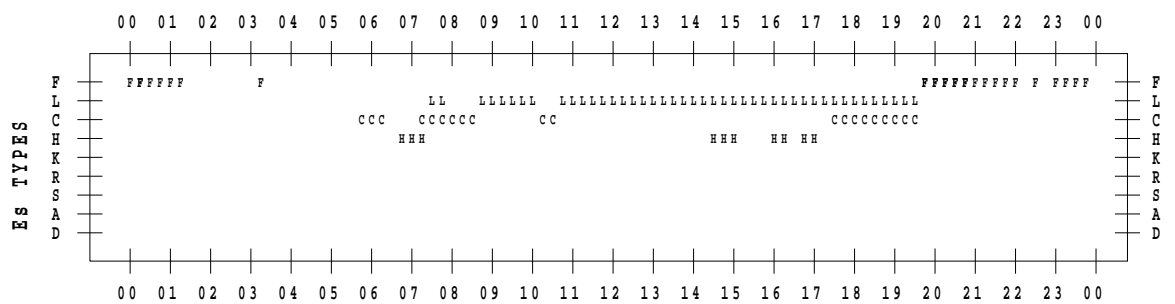 00 01 02 03 04 05 06 07 08 09 10 11 12 13 14 15 16 17 18 19 20 21 22 23 00
F FFFFFF F FFFFFFFFFF F FFFF F
L LL LLLLLL LLLLLLLLLLLLLLLLLLLLLLLLLLLLLLLLLLLL L
C CCC CCCCCC CC CCCCCCCCC C
H HHH HHH HH HH H
K K
R R
S S
A A
D D
Es TYPES
00 01 02 03 04 05 06 07 08 09 10 11 12 13 14 15 16 17 18 19 20 21 22 23 00